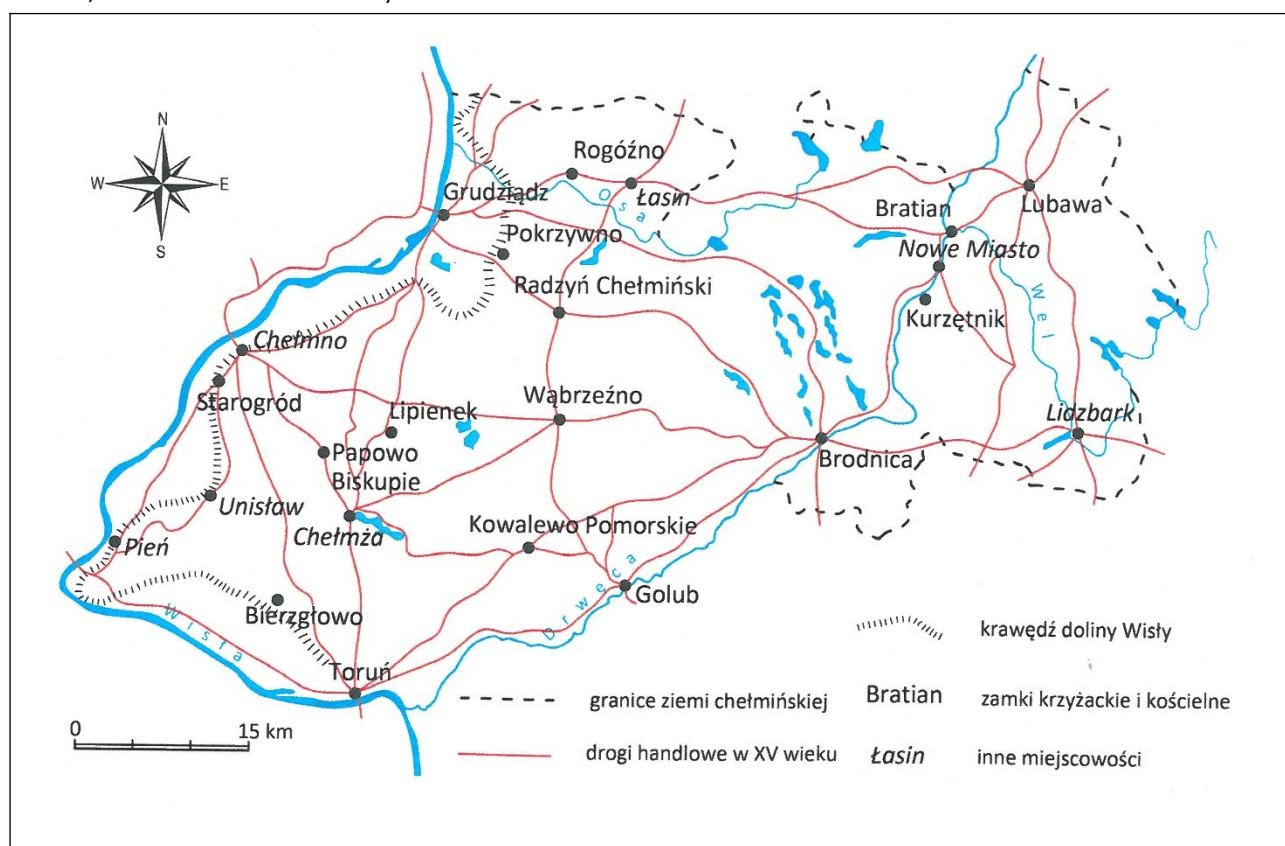 N
W
E
S
Rogóźno
Łasin
Osa
Grudziądz
Pokrzywno
Radzyń Chełmiński
Bratian
Nowe Miasto
Lubawa
Kurzętnik
Wel
Chełmno
Starogród
Lipienek
Wąbrzeźno
Papowo
Biskupie
Brodnica
Lidzbark
Unisław
Chełmża
Kowalewo Pomorskie
Pień
Golub
Drwęca
Bierzgłowo
Wisła
Toruń
0 15 km
krawędź doliny Wisły
granice ziemi chełmińskiej
Bratian zamki krzyżackie i kościelne
drogi handlowe w XV wieku
Łasin inne miejscowości